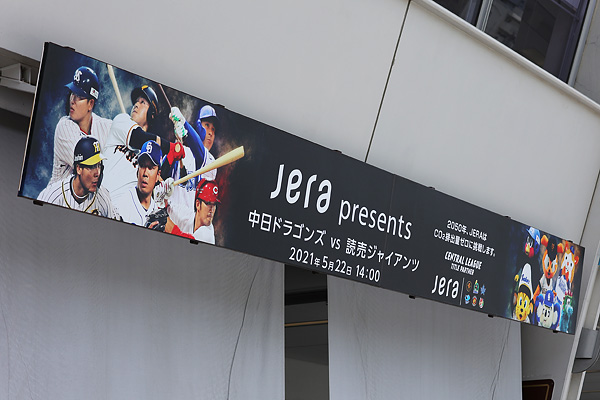 Jera presents
中日ドラゴンズ vs 読売ジャイアンツ
2021年5月22日 14:00
2050年、JERAは
CO₂排出量ゼロに挑戦します。
CENTRAL LEAGUE
TITLE PARTNER
Jera